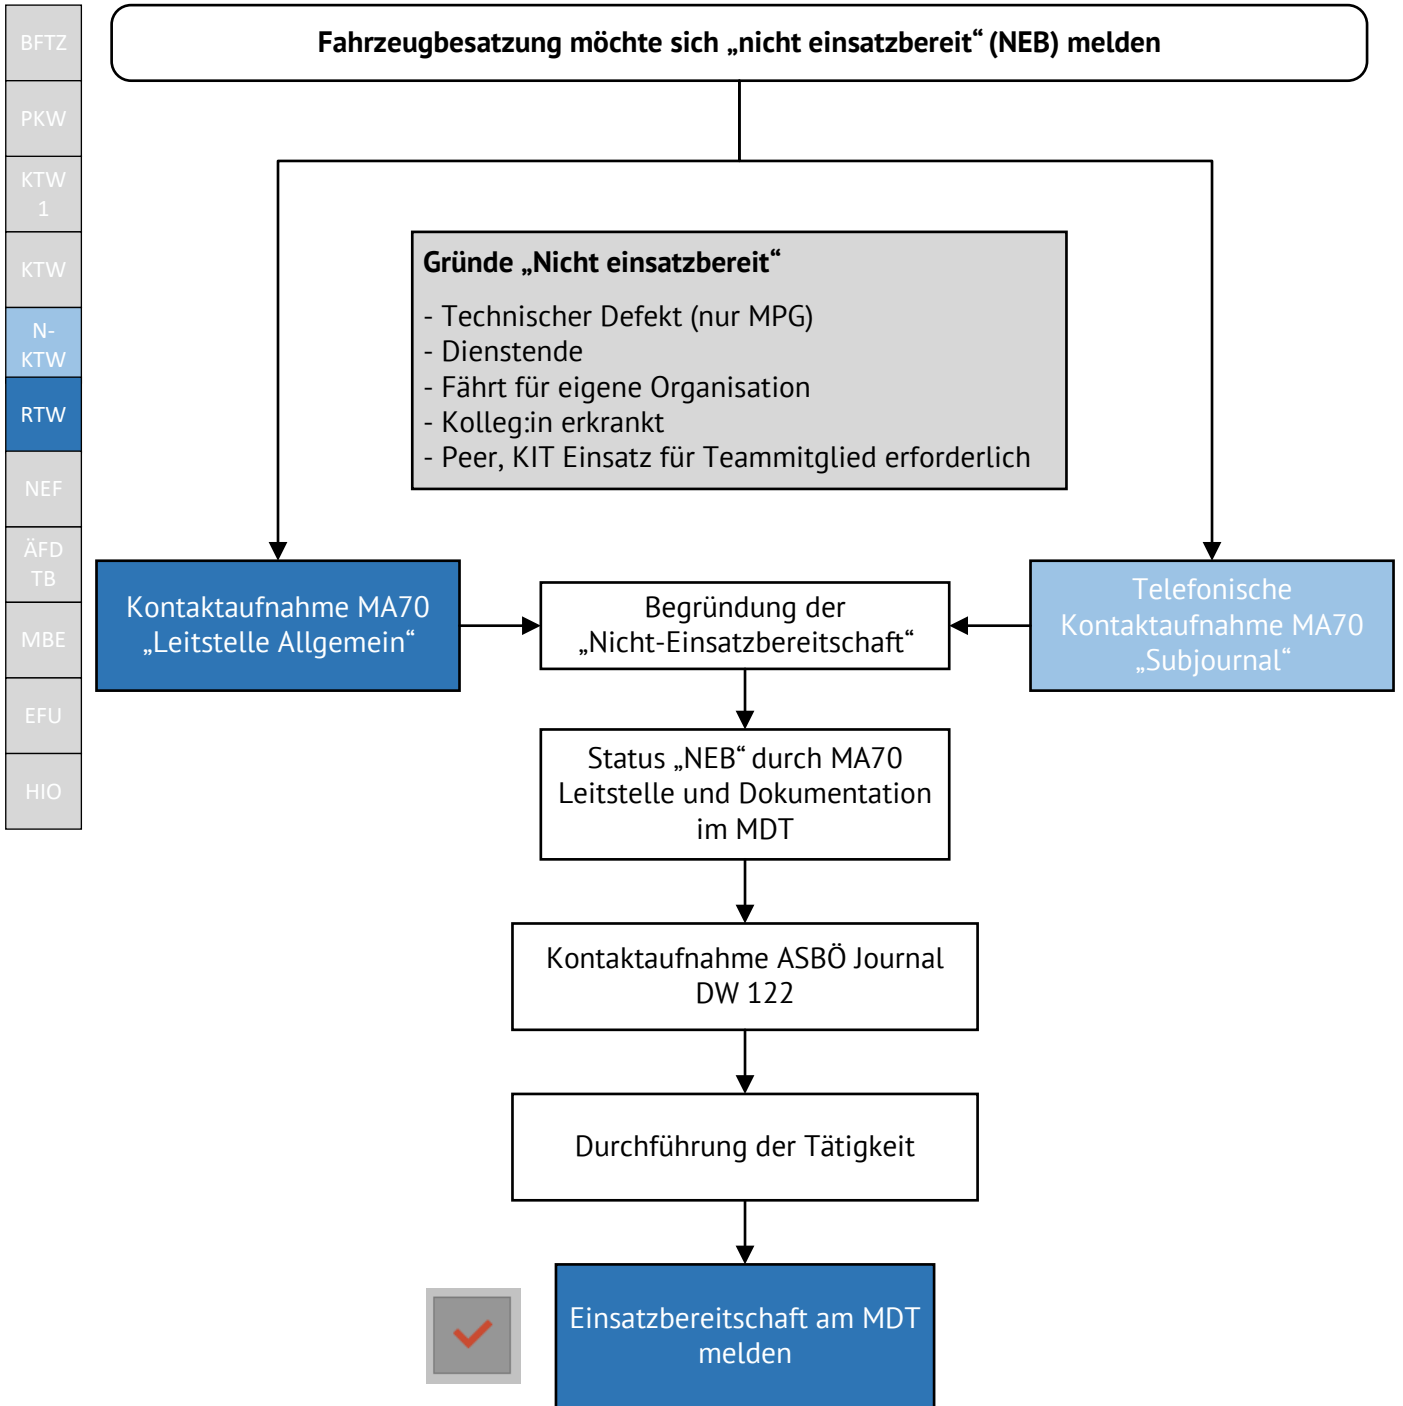 BFTZ
PKW
KTW
1
KTW
N-
KTW
RTW
NEF
ÄFD
TB
MBE
EFU
HIO
Fahrzeugbesatzung möchte sich „nicht einsatzbereit“ (NEB) melden
Gründe „Nicht einsatzbereit“
- Technischer Defekt (nur MPG)
- Dienstende
- Fährt für eigene Organisation
- Kolleg:in erkrankt
- Peer, KIT Einsatz für Teammitglied erforderlich
Kontaktaufnahme MA70
„Leitstelle Allgemein“
Begründung der
„Nicht-Einsatzbereitschaft“
Telefonische
Kontaktaufnahme MA70
„Subjournal“
Status „NEB“ durch MA70
Leitstelle und Dokumentation
im MDT
Kontaktaufnahme ASBÖ Journal
DW 122
Durchführung der Tätigkeit
Einsatzbereitschaft am MDT
melden